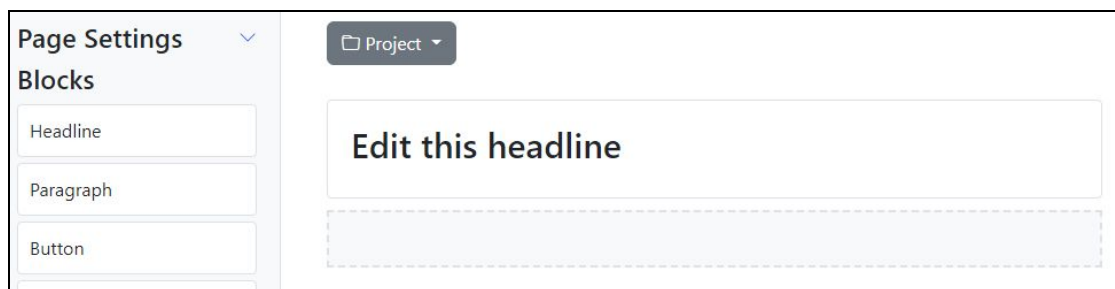 Page Settings
Blocks
Headline
Paragraph
Button
Project
Edit this headline